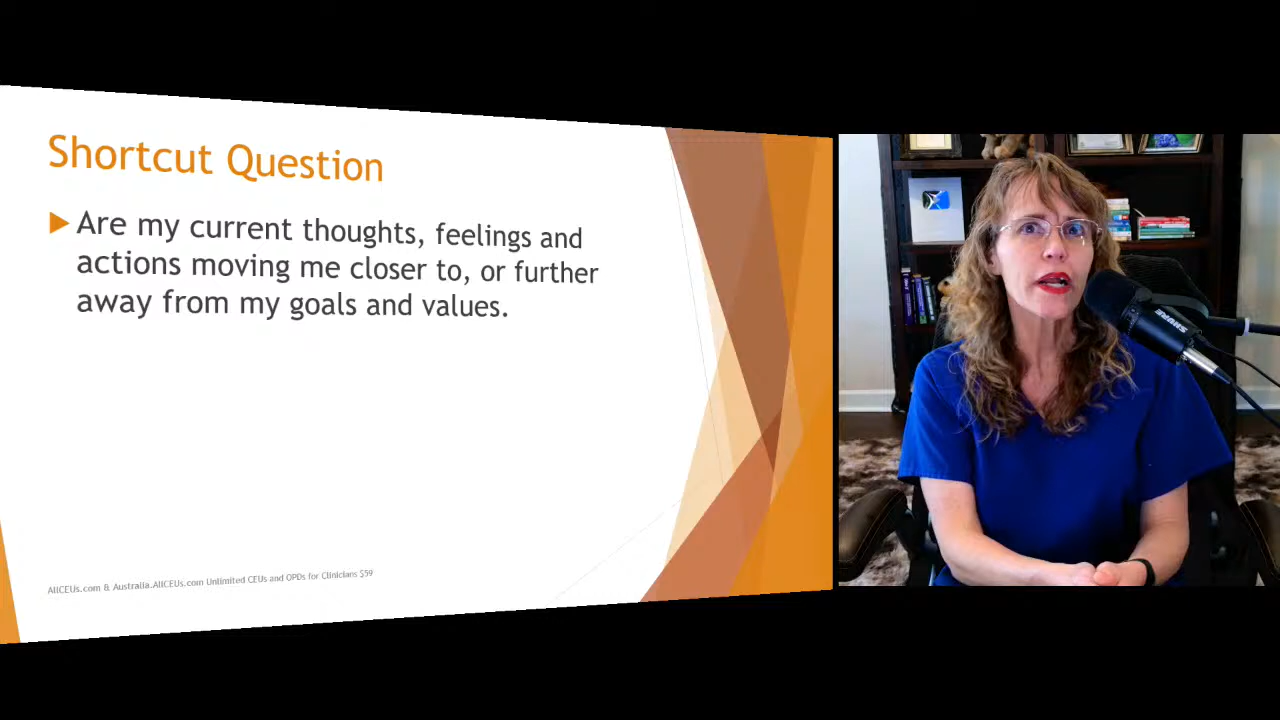 Shortcut Question
Are my current thoughts, feelings and
actions moving me closer to, or further
away from my goals and values.
AllCEUs.com & Australia.AllCEUs.com Unlimited CEUs and OPDs for Clinicians $59
SHURE